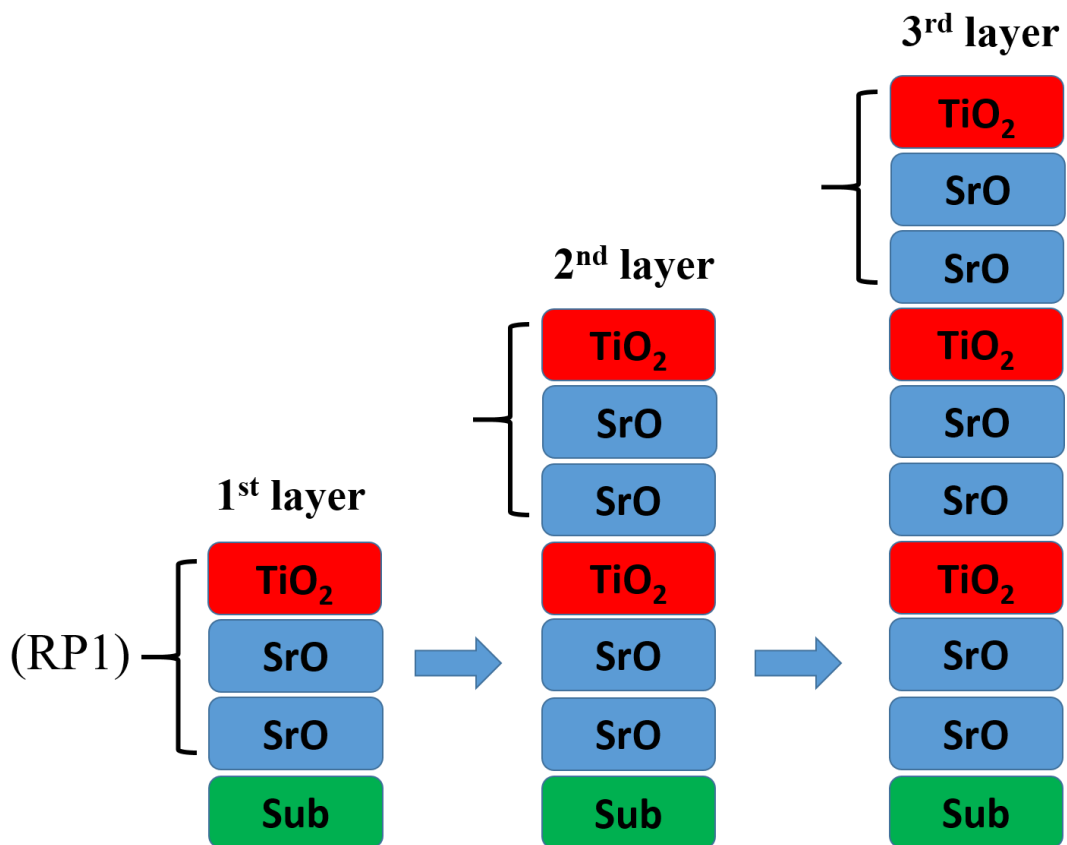 1st layer
TiO2
(RP1)
SrO
SrO
Sub
2nd layer
TiO2
SrO
SrO
TiO2
SrO
SrO
Sub
3rd layer
TiO2
SrO
SrO
TiO2
SrO
SrO
TiO2
SrO
SrO
Sub